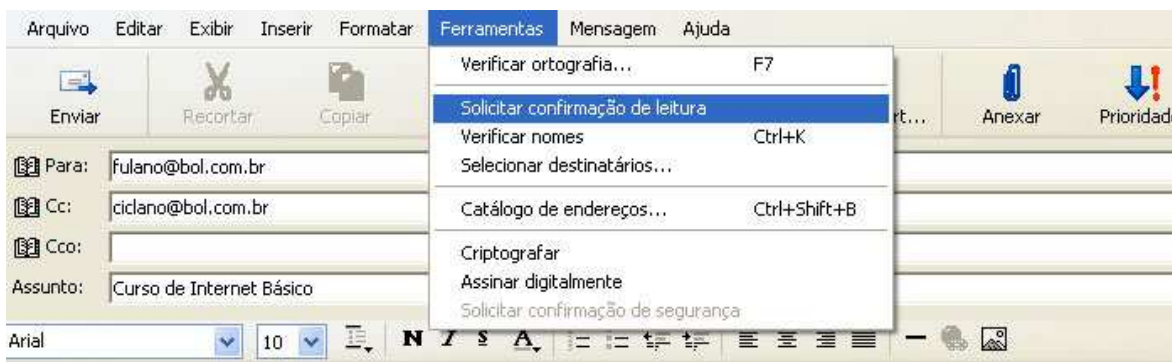 Arquivo Editar Exibir Inserir Formatar Ferramentas Mensagem Ajuda
Verificar ortografia... F7
Solicitar confirmação de leitura
Verificar nomes Ctrl+K
Selecionar destinatários...
Catálogo de endereços... Ctrl+Shift+B
Criptografar
Assinar digitalmente
Solicitar confirmação de segurança
Enviar Recortar Copiar rt... Anexar Prioridad
Para: fulano@bol.com.br
Cc: ciclano@bol.com.br
Cco:
Assunto: Curso de Internet Básico
Arial 10 N I S A